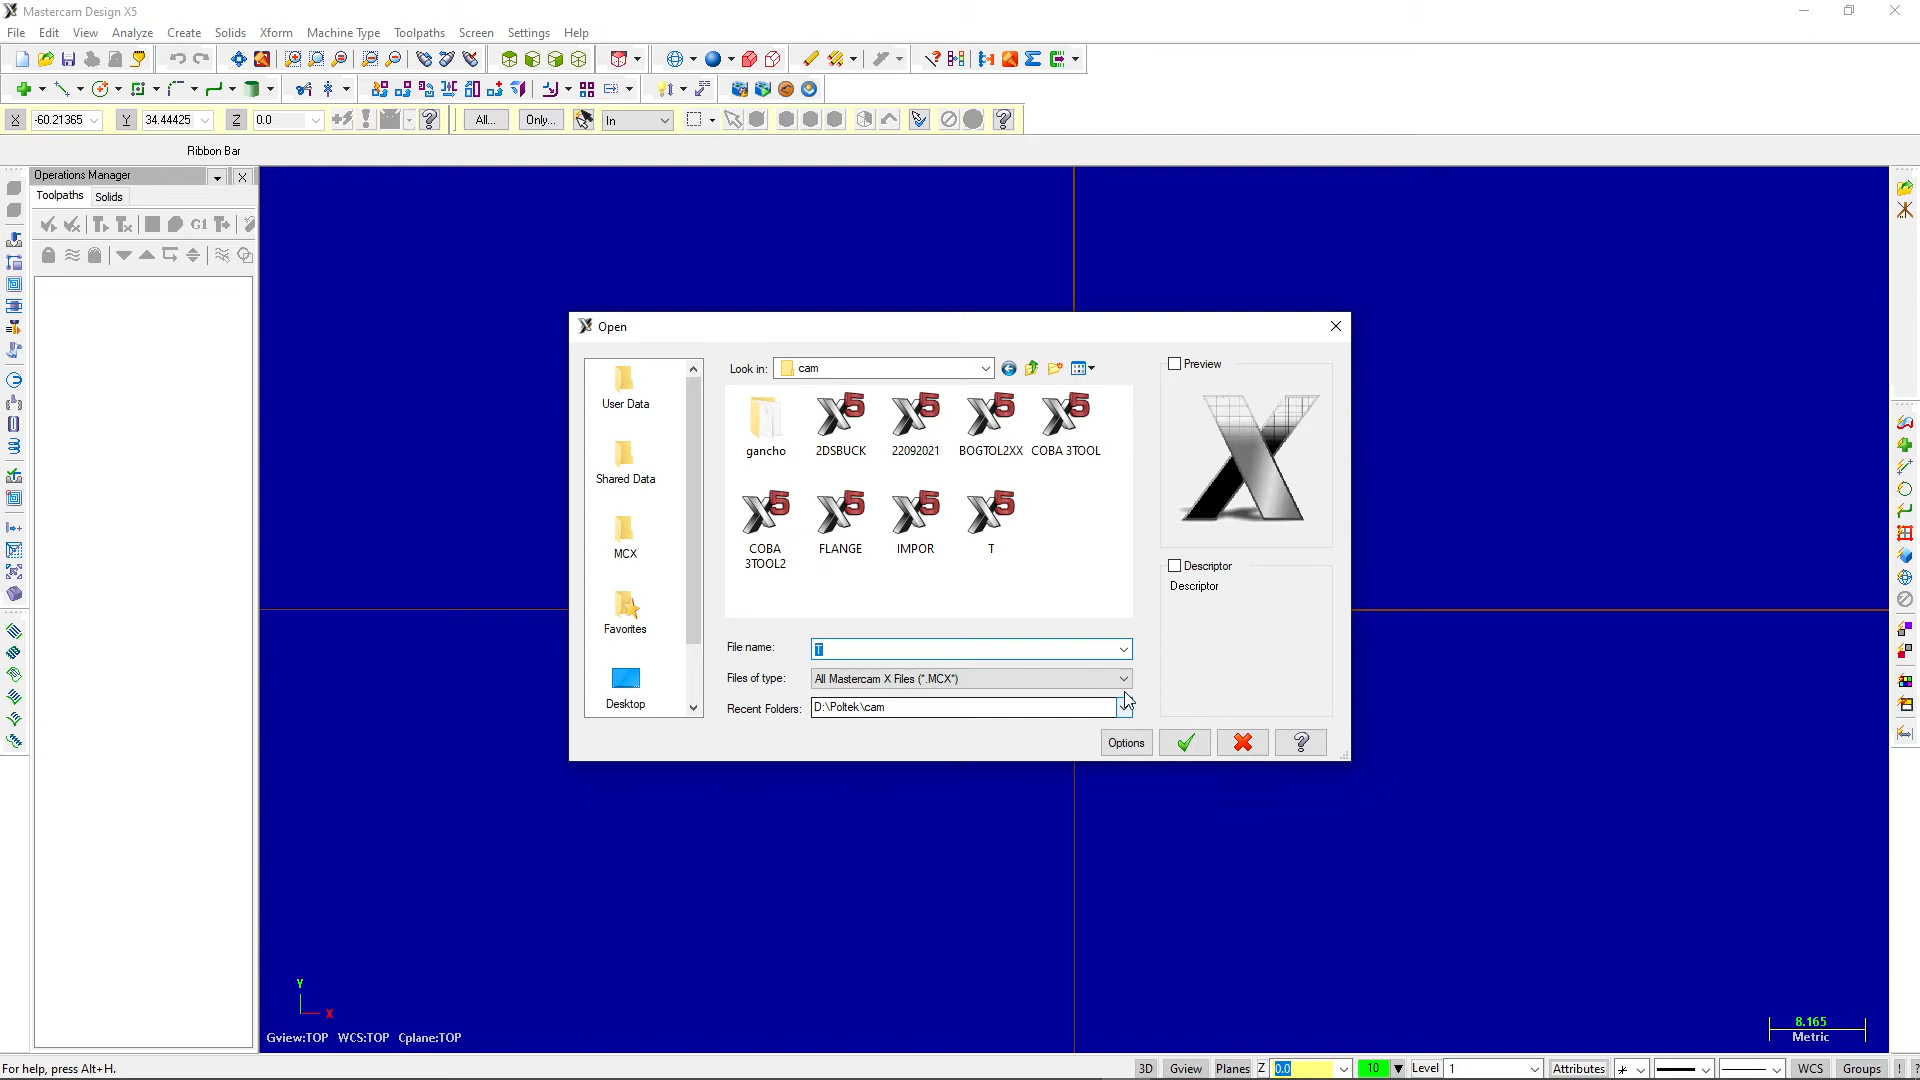 Mastercam Design X5
File Edit View Analyze Create Solids Xform Machine Type Toolpaths Screen Settings Help
X -60.21365 Y 34.44425 Z 0.0 All... Only... In
Ribbon Bar
Operations Manager
Toolpaths Solids
G1
Open
Look in: cam
Preview
User Data
Shared Data
MCX
Favorites
Desktop
gancho 2DSBUCK 22092021 BOGTOL2XX COBA 3TOOL
COBA 3TOOL2 FLANGE IMPOR T
Descriptor
Descriptor
File name: T
Files of type: All Mastercam X Files (*.MCX*)
Recent Folders: D:\Poltek\cam
Options
Y
X
Gview:TOP WCS:TOP Cplane:TOP
8.165
Metric
For help, press Alt+H.
3D Gview Planes Z 0.0 10 Level 1 Attributes WCS Groups ! ?